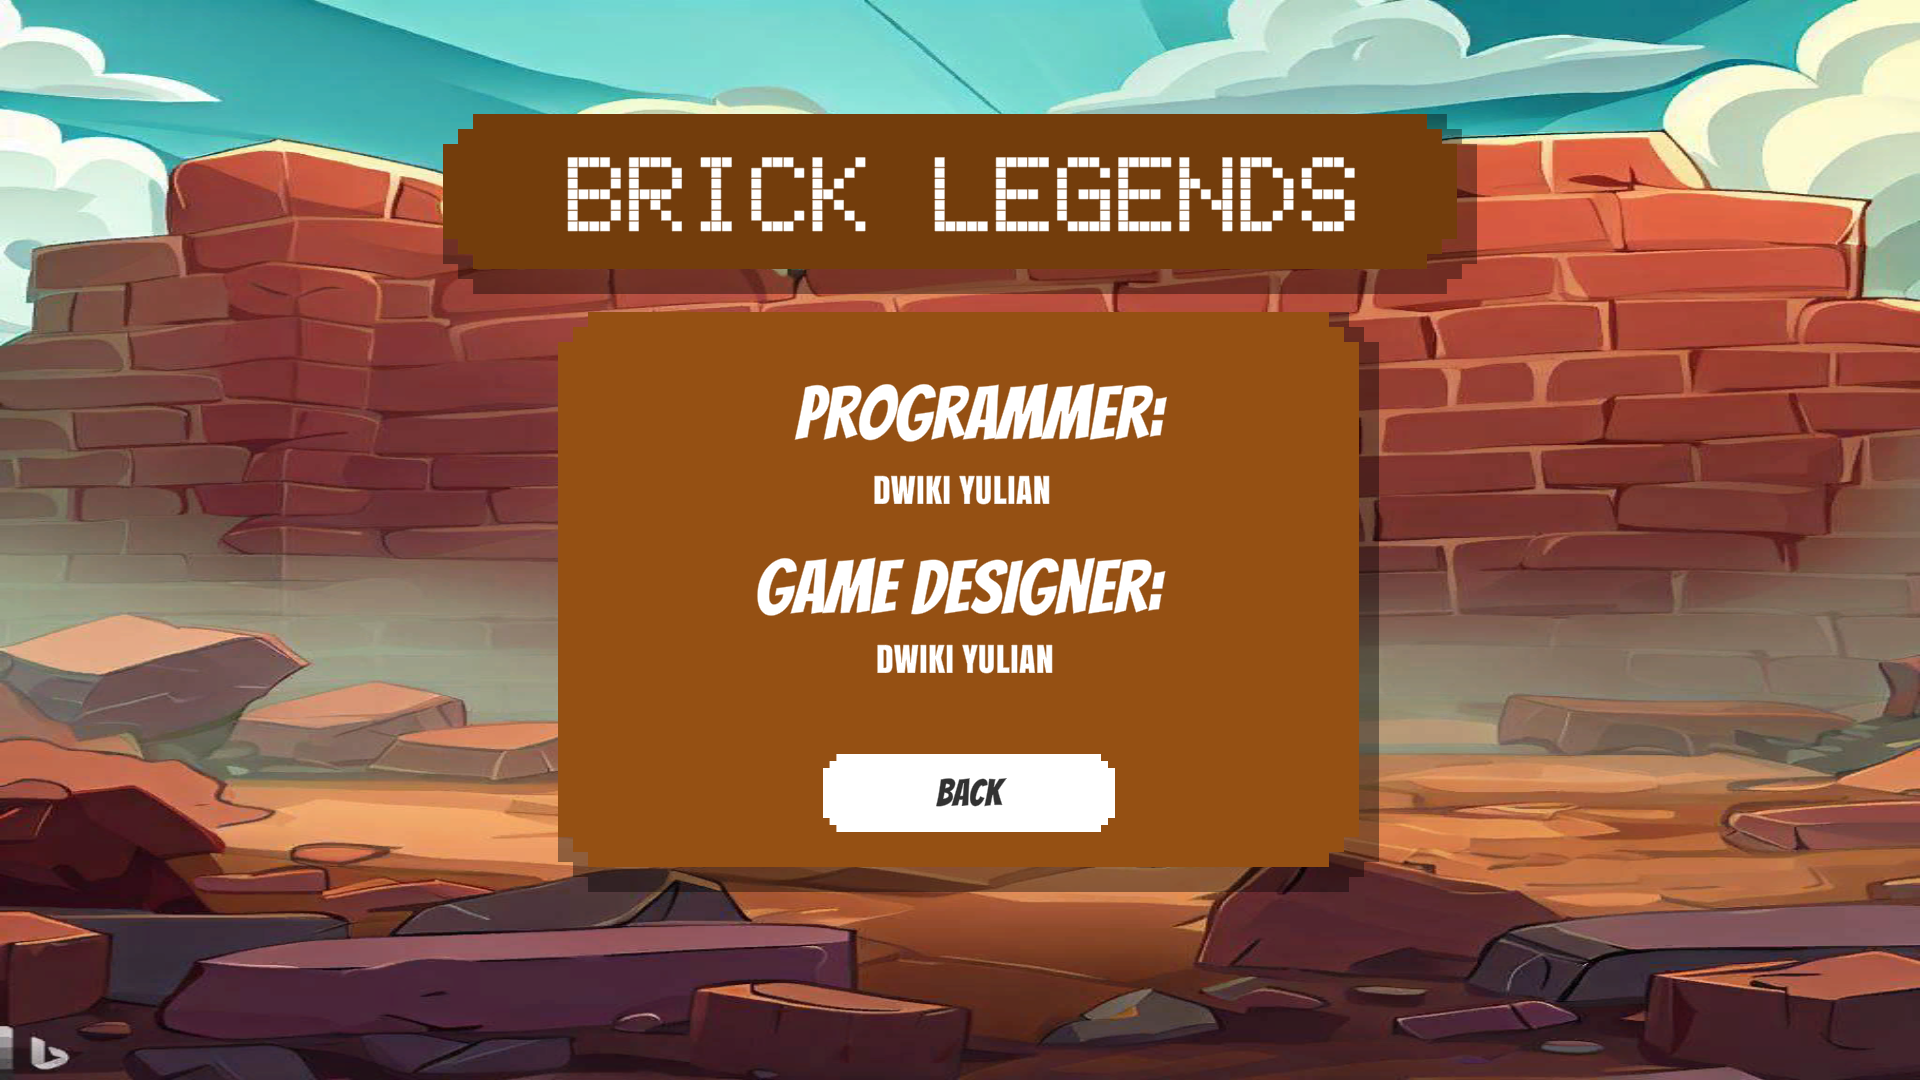 BRICK LEGENDS
PROGRAMMER:
DWIKI YULIAN
GAME DESIGNER:
DWIKI YULIAN
BACK